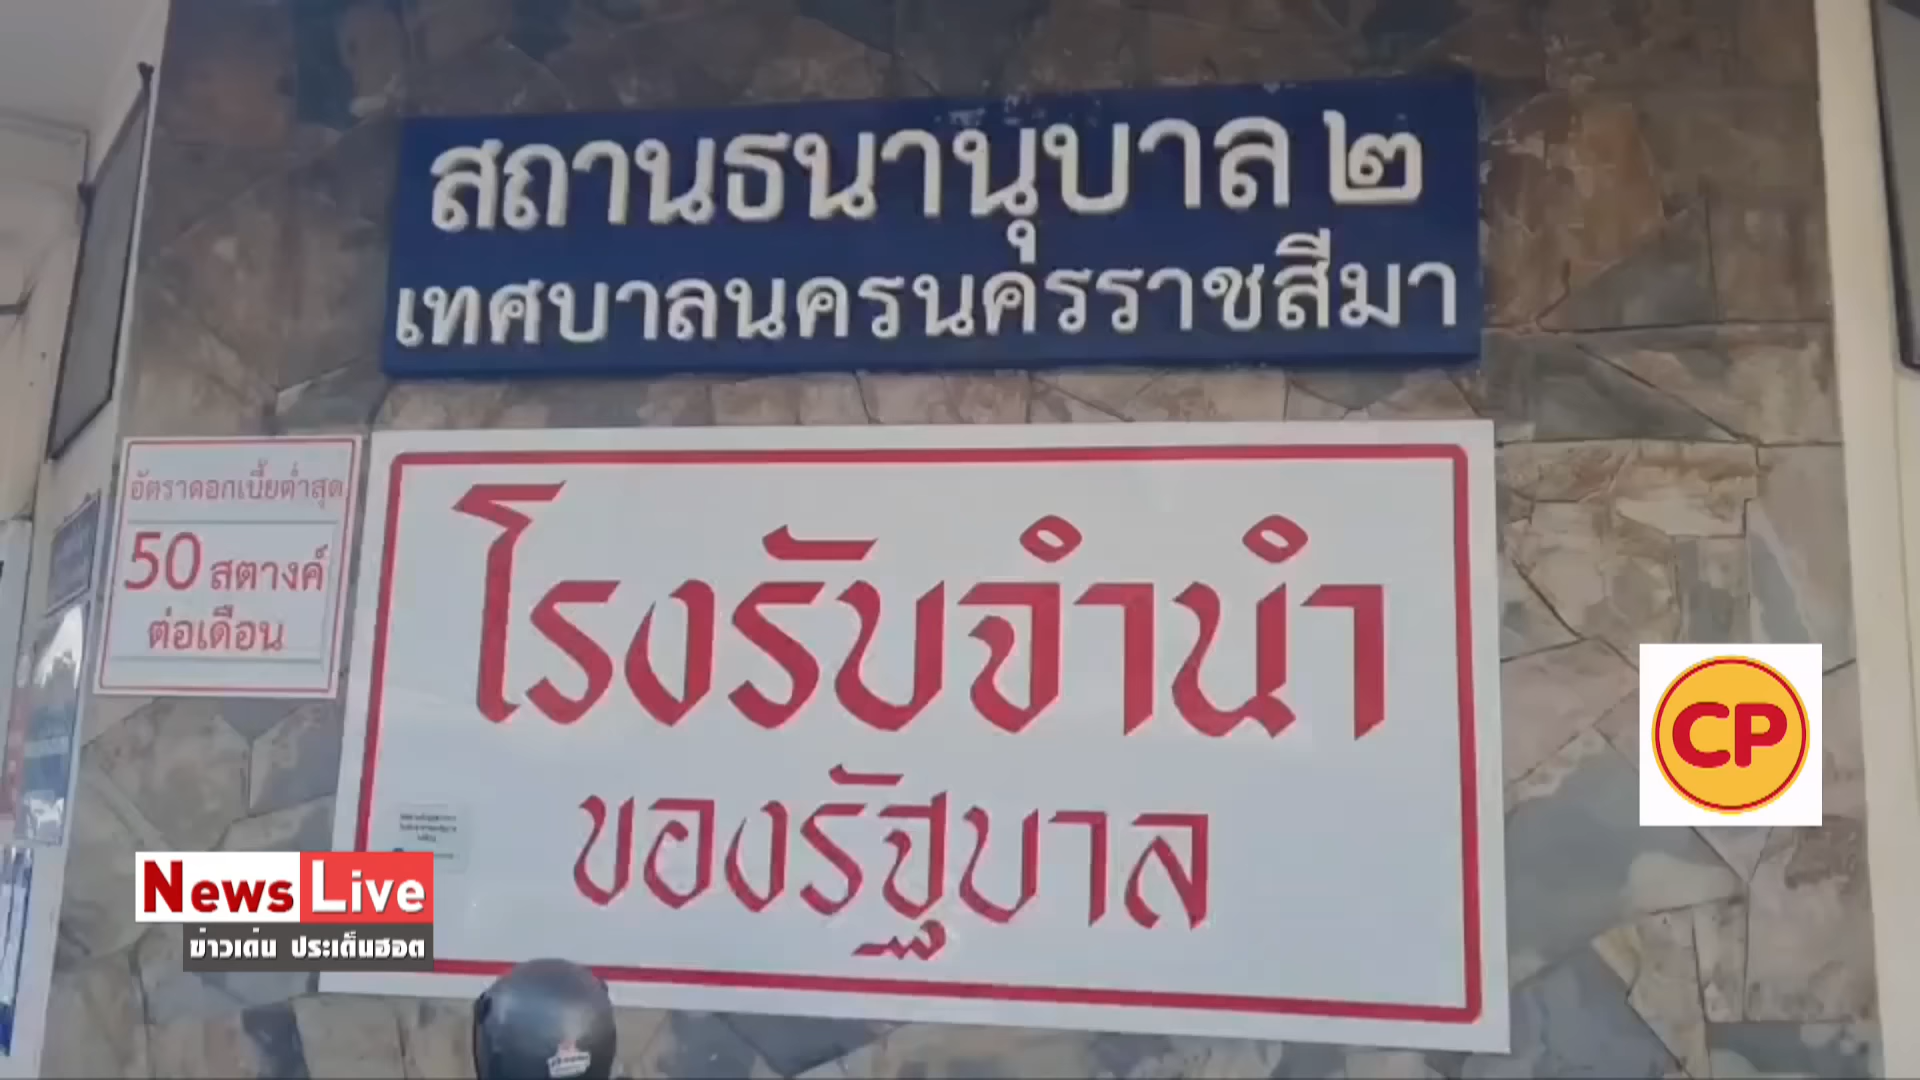 สถานธนานุบาล ๒
เทศบาลนครนครราชสีมา
อัตราดอกเบี้ยต่ำสุด
50 สตางค์
ต่อเดือน
โรงรับจำนำ
ของรัฐบาล
CP
News Live
ข่าวเด่น ประเด็นฮอต